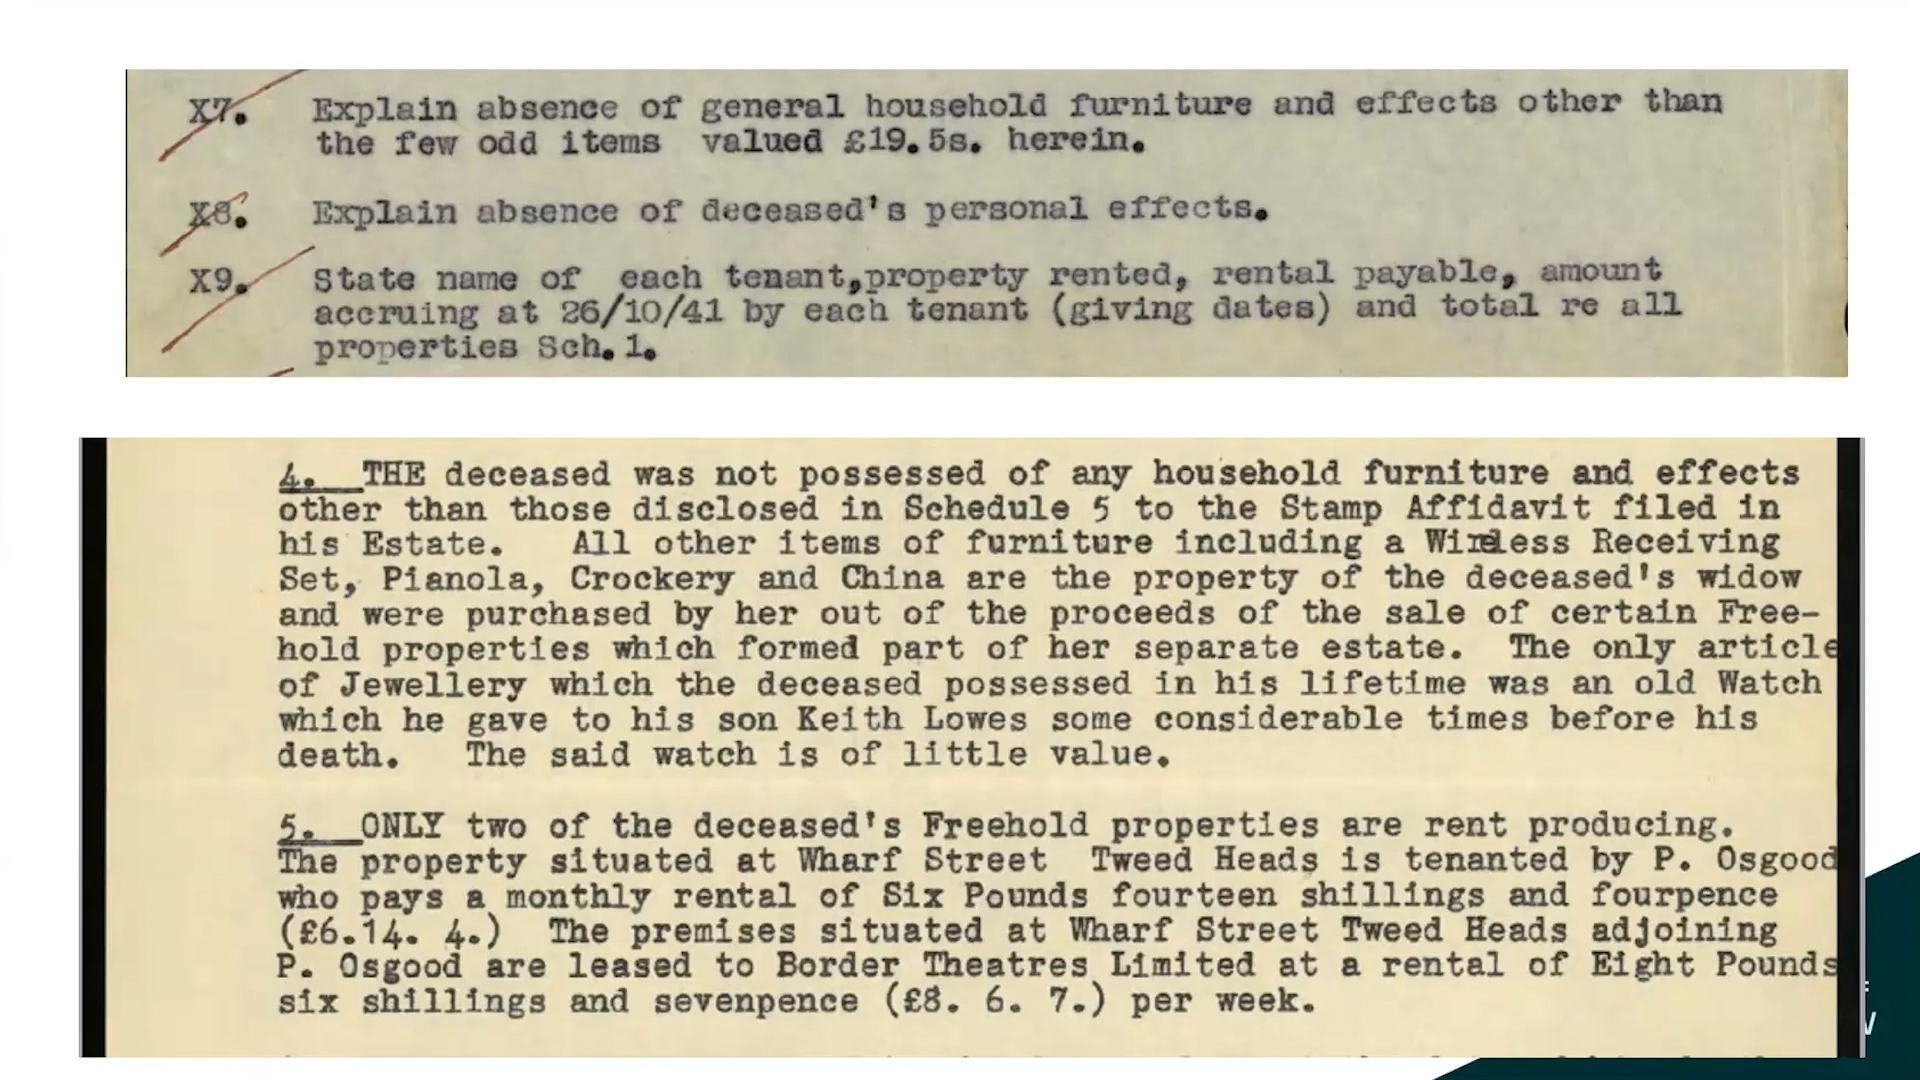 X7. Explain absence of general household furniture and effects other than
the few odd items valued £19.5s. herein.
X8. Explain absence of deceased's personal effects.
X9. State name of each tenant,property rented, rental payable, amount
accruing at 26/10/41 by each tenant (giving dates) and total re all
properties Sch.1.
4. THE deceased was not possessed of any household furniture and effects
other than those disclosed in Schedule 5 to the Stamp Affidavit filed in
his Estate. All other items of furniture including a Wireless Receiving
Set, Pianola, Crockery and China are the property of the deceased's widow
and were purchased by her out of the proceeds of the sale of certain Free-
hold properties which formed part of her separate estate. The only article
of Jewellery which the deceased possessed in his lifetime was an old Watch
which he gave to his son Keith Lowes some considerable times before his
death. The said watch is of little value.
5. ONLY two of the deceased's Freehold properties are rent producing.
The property situated at Wharf Street Tweed Heads is tenanted by P. Osgood
who pays a monthly rental of Six Pounds fourteen shillings and fourpence
(£6.14. 4.) The premises situated at Wharf Street Tweed Heads adjoining
P. Osgood are leased to Border Theatres Limited at a rental of Eight Pounds
six shillings and sevenpence (£8. 6. 7.) per week.